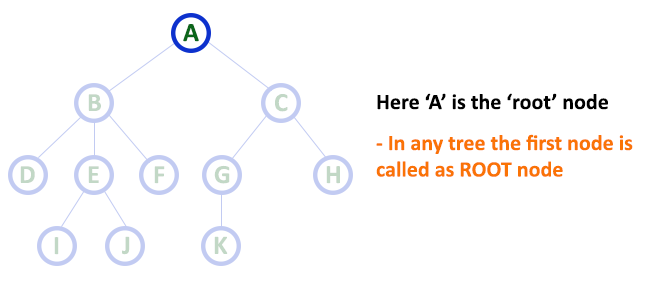 A
Here ‘A’ is the ‘root’ node
- In any tree the first node is
called as ROOT node
B
C
D
E
F
G
H
I
J
K